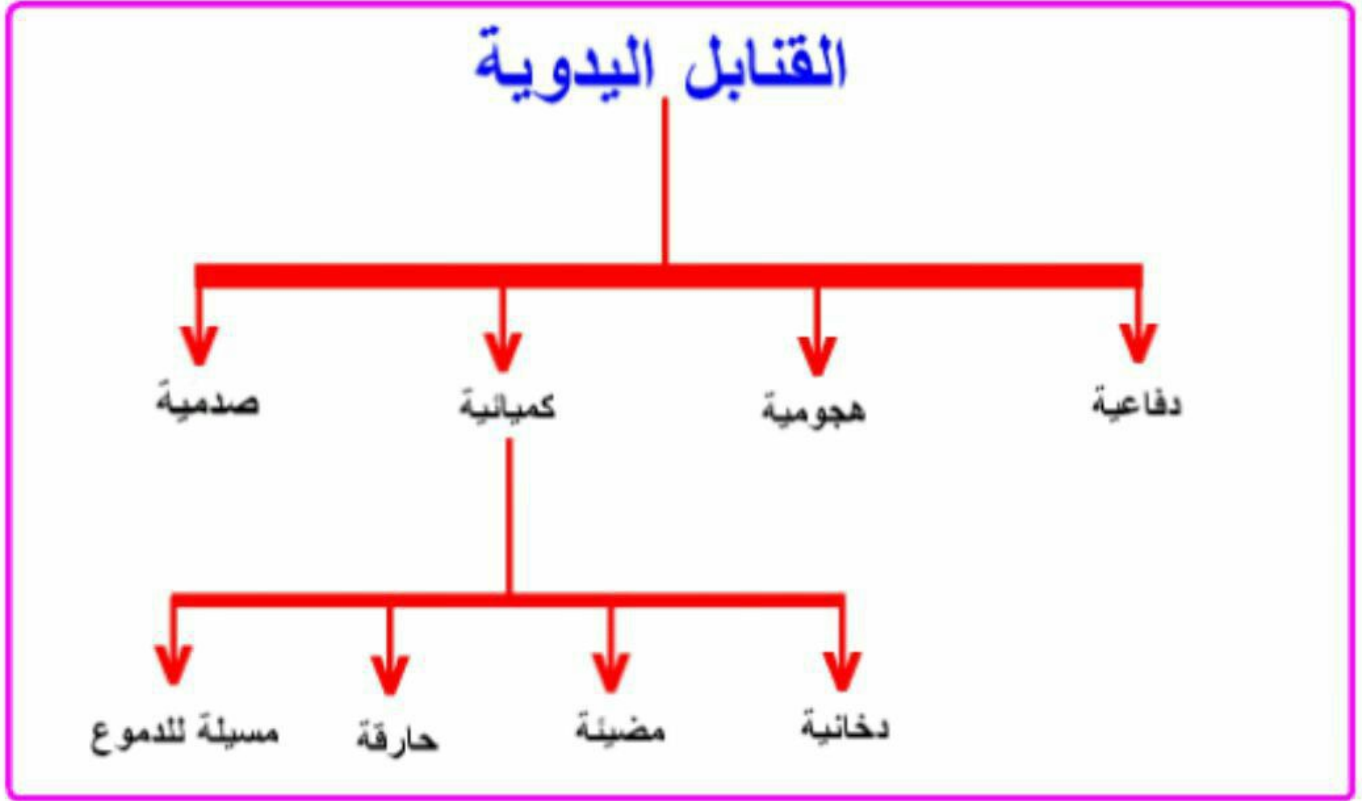 القنابل اليدوية
دفاعية
هجومية
كميائية
صدمية
دخانية
مضيئة
حارقة
مسيلة للدموع